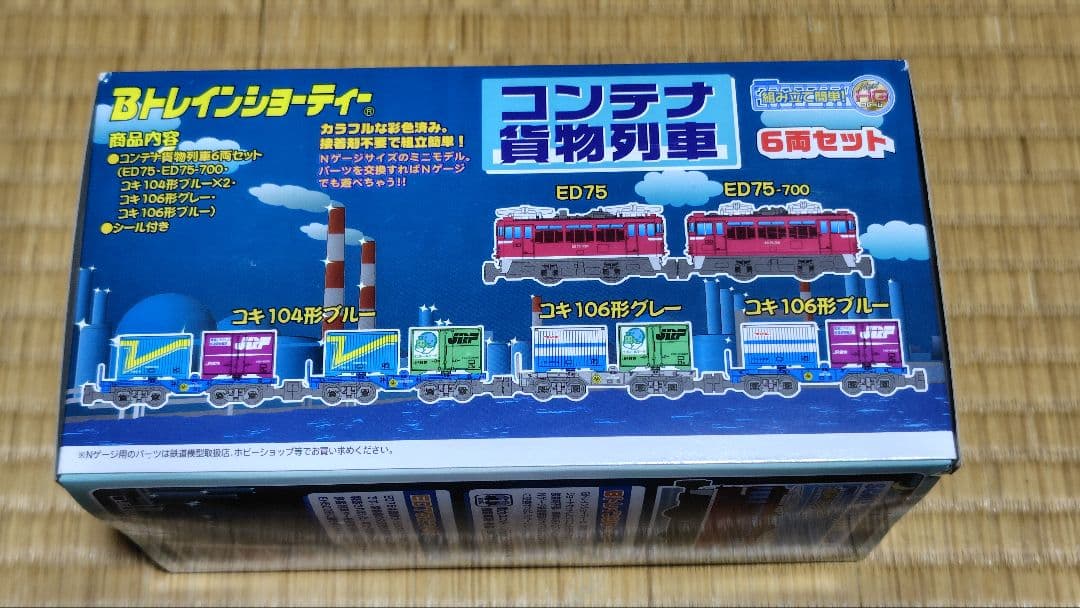 Bトレインショーティー®
コンテナ
貨物列車
組み立て簡単!
HG
6両セット
商品内容
●コンテナ貨物列車6両セット
(ED75・ED75-700・
コキ104形ブルー×2・
コキ106形グレー・
コキ106形ブルー)
●シール付き
カラフルな彩色済み。
接着剤不要で組立簡単!
Nゲージサイズのミニモデル。
パーツを交換すればNゲージ
でも遊べちゃう!!
ED75
ED75-700
コキ104形ブルー
コキ106形グレー
コキ106形ブルー
JRF
JRF
JRF
JRF
※Nゲージ用のパーツは鉄道模型取扱店、ホビーショップ等でお買い求めください。